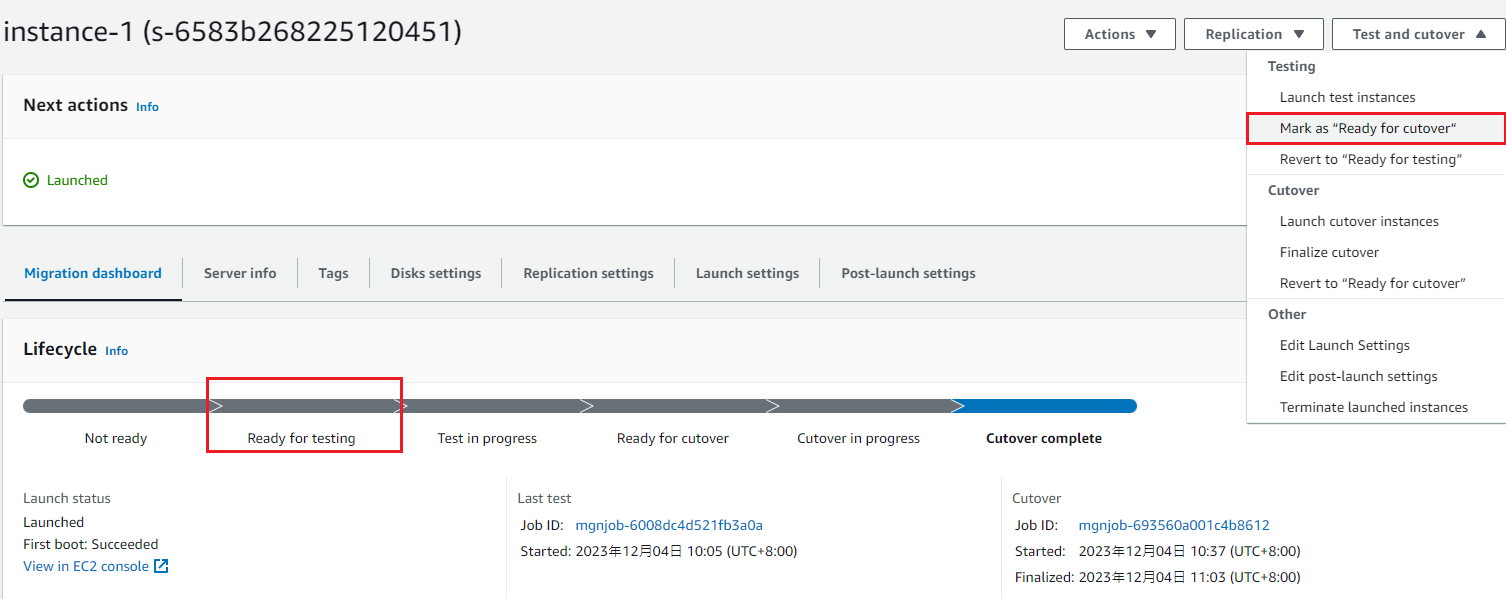 instance-1 (s-6583b268225120451)
Actions
Replication
Test and cutover
Testing
Launch test instances
Mark as “Ready for cutover“
Revert to “Ready for testing”
Cutover
Launch cutover instances
Finalize cutover
Revert to “Ready for cutover”
Other
Edit Launch Settings
Edit post-launch settings
Terminate launched instances
Next actions Info
Launched
Migration dashboard
Server info
Tags
Disks settings
Replication settings
Launch settings
Post-launch settings
Lifecycle Info
Not ready
Ready for testing
Test in progress
Ready for cutover
Cutover in progress
Cutover complete
Launch status
Launched
First boot: Succeeded
View in EC2 console
Last test
Job ID: mgnjob-6008dc4d521fb3a0a
Started: 2023年12月04日 10:05 (UTC+8:00)
Cutover
Job ID: mgnjob-693560a001c4b8612
Started: 2023年12月04日 10:37 (UTC+8:00)
Finalized: 2023年12月04日 11:03 (UTC+8:00)